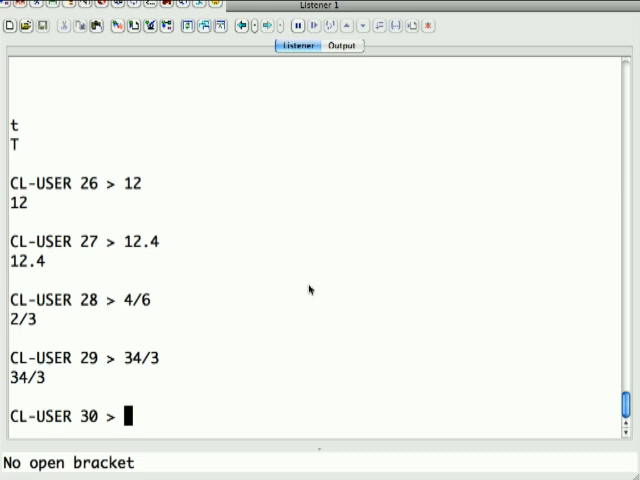 Listener 1
Listener Output
t
T
CL-USER 26 > 12
12
CL-USER 27 > 12.4
12.4
CL-USER 28 > 4/6
2/3
CL-USER 29 > 34/3
34/3
CL-USER 30 >
No open bracket